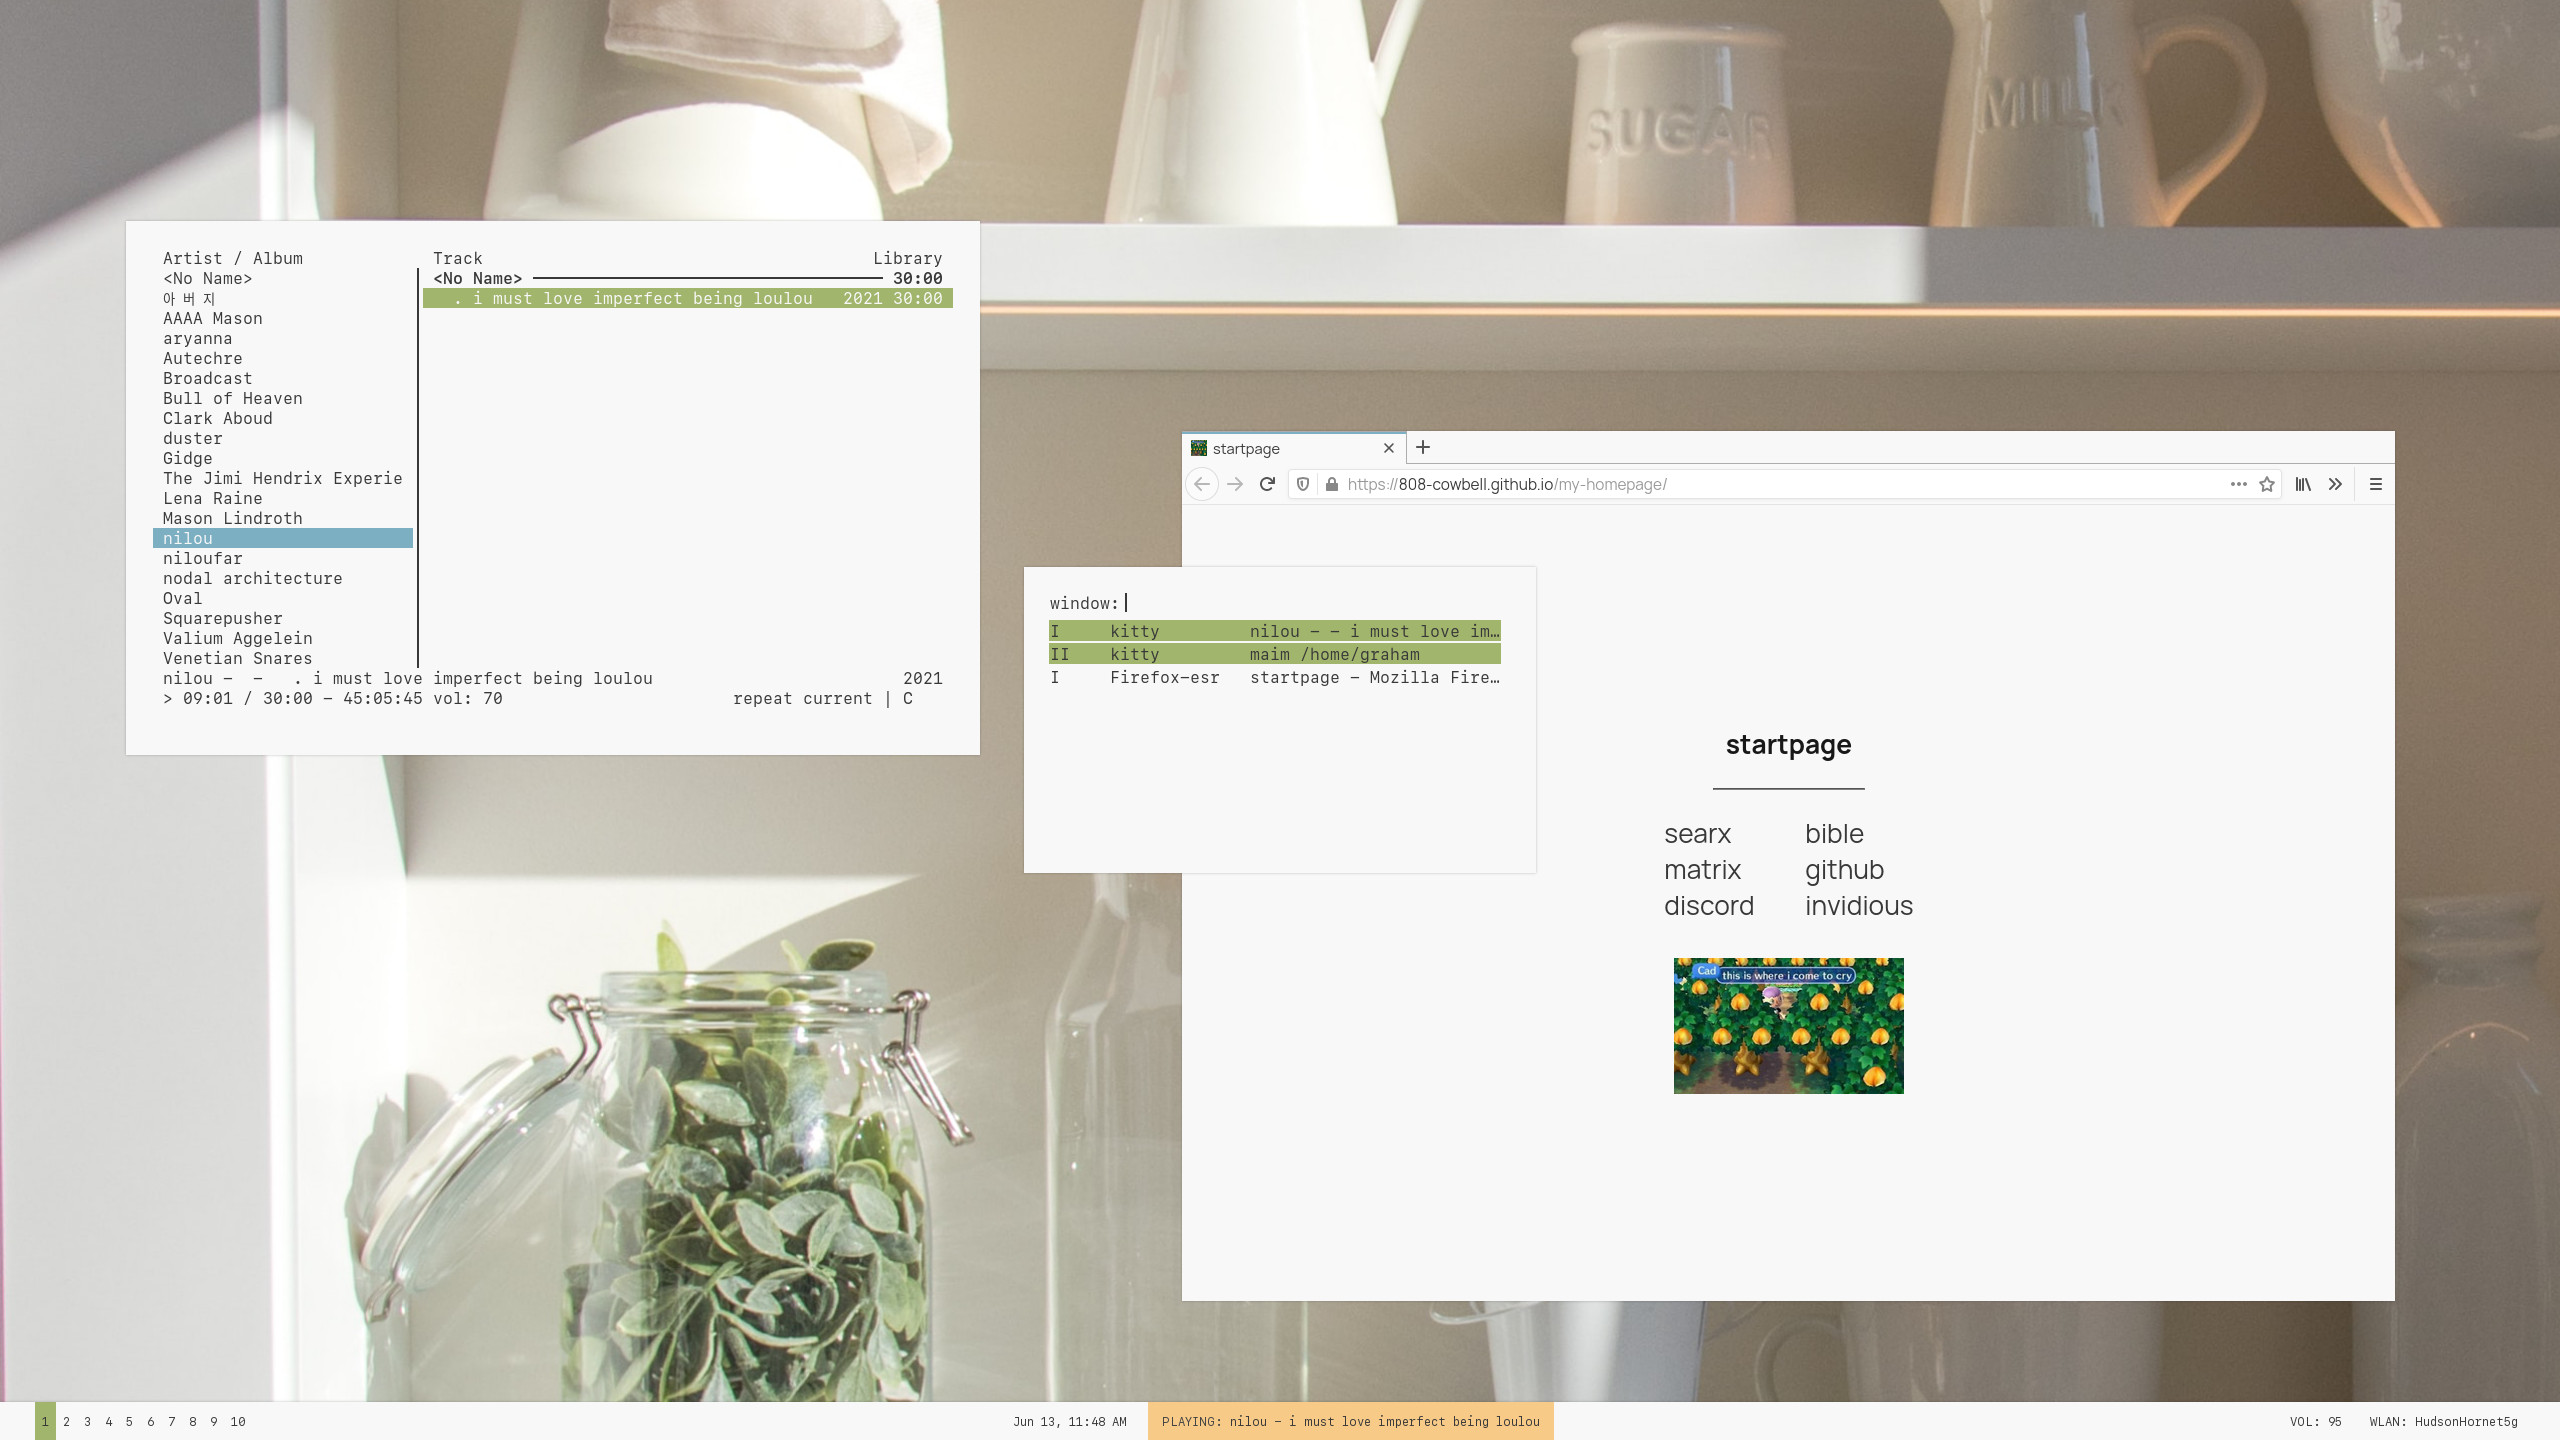 SUGAR
MILK
Artist / Album
<No Name>
아버지
AAAA Mason
aryanna
Autechre
Broadcast
Bull of Heaven
Clark Aboud
duster
Gidge
The Jimi Hendrix Experie
Lena Raine
Mason Lindroth
nilou
niloufar
nodal architecture
Oval
Squarepusher
Valium Aggelein
Venetian Snares
Track Library
<No Name> 30:00
. i must love imperfect being loulou 2021 30:00
nilou – – . i must love imperfect being loulou 2021
> 09:01 / 30:00 – 45:05:45 vol: 70 repeat current | C
startpage
https://808-cowbell.github.io/my-homepage/
window:
I kitty nilou – – i must love im…
II kitty maim /home/graham
I Firefox-esr startpage – Mozilla Fire…
startpage
searx bible
matrix github
discord invidious
Cad
this is where i come to cry
1 2 3 4 5 6 7 8 9 10
Jun 13, 11:48 AM
PLAYING: nilou – i must love imperfect being loulou
VOL: 95 WLAN: HudsonHornet5g